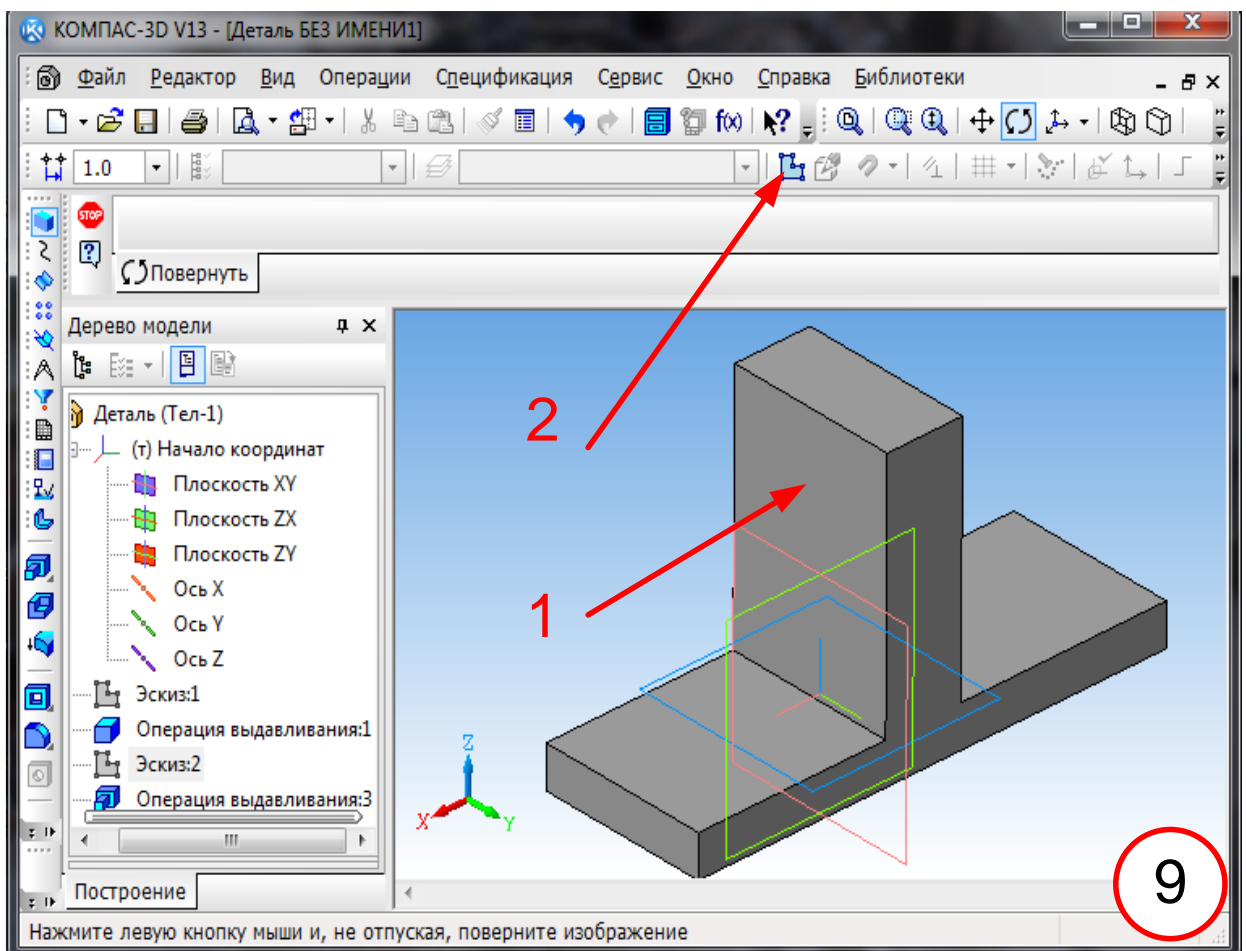 КОМПАС-3D V13 - [Деталь БЕЗ ИМЕНИ1]
Файл Редактор Вид Операции Спецификация Сервис Окно Справка Библиотеки
f(x)
1.0
STOP
Повернуть
Дерево модели
Деталь (Тел-1)
(т) Начало координат
Плоскость XY
Плоскость ZX
Плоскость ZY
Ось X
Ось Y
Ось Z
Эскиз:1
Операция выдавливания:1
Эскиз:2
Операция выдавливания:3
Построение
2
1
Z
X
Y
9
Нажмите левую кнопку мыши и, не отпуская, поверните изображение